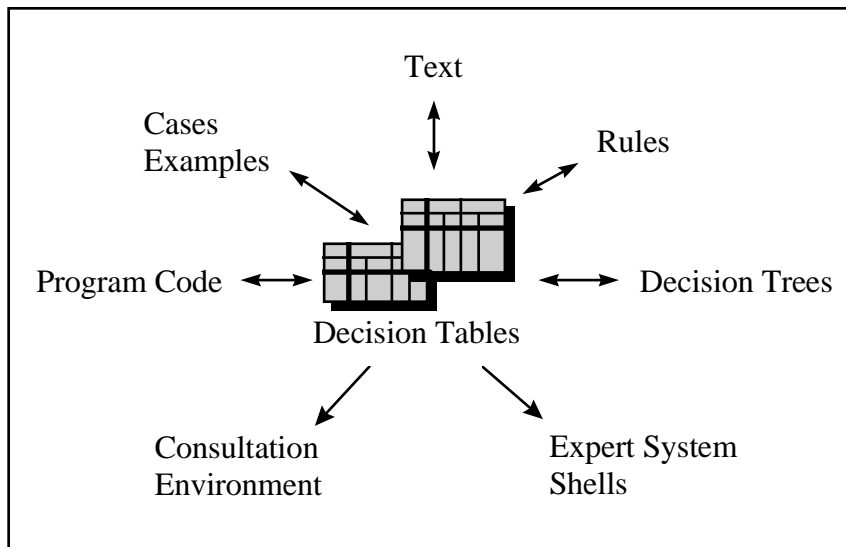 Text
Cases
Examples
Rules
Program Code
Decision Trees
Decision Tables
Consultation
Environment
Expert System
Shells